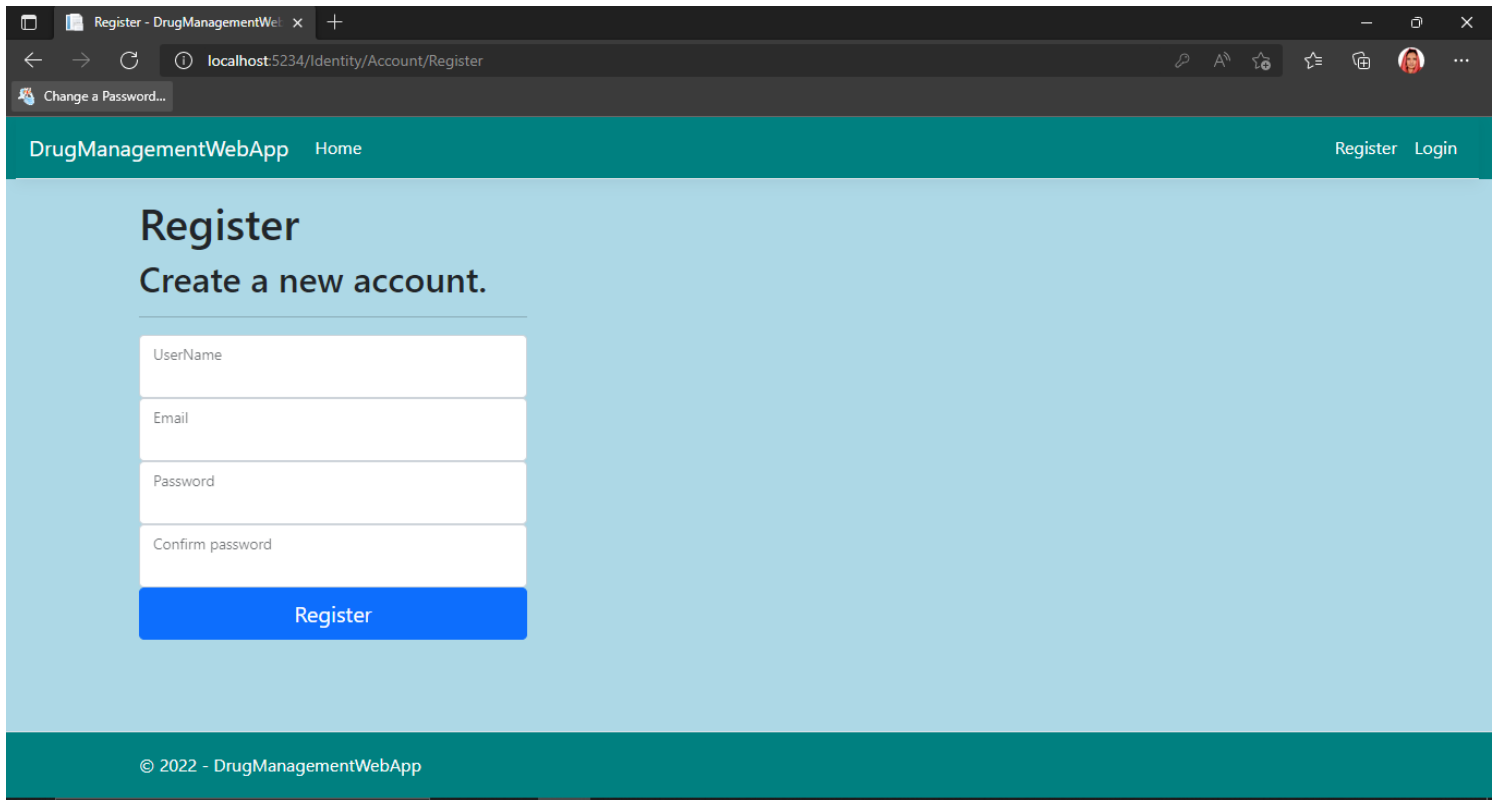 Register - DrugManagementWeb
localhost:5234/Identity/Account/Register
Change a Password...
DrugManagementWebApp Home Register Login
Register
Create a new account.
UserName
Email
Password
Confirm password
Register
© 2022 - DrugManagementWebApp